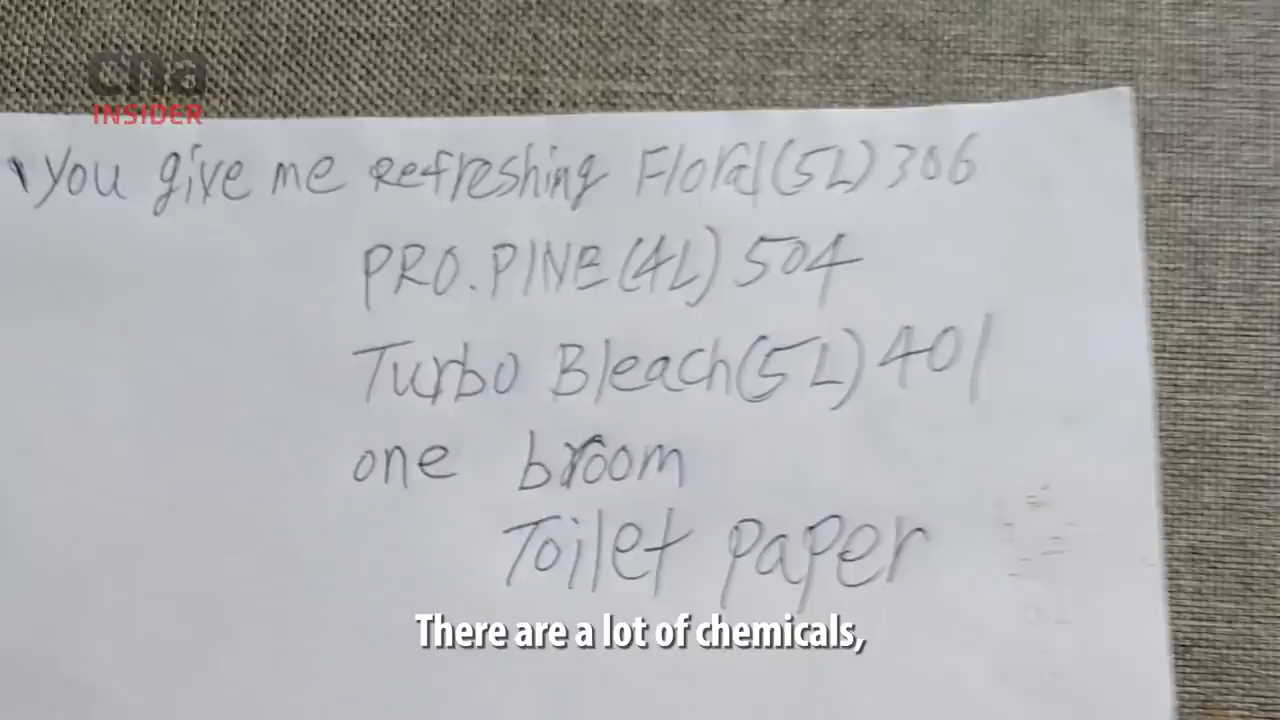 cna
INSIDER
You give me Refreshing Floral (5L) 306
PRO.PINE (4L) 504
Turbo Bleach (5L) 401
one broom
Toilet paper
There are a lot of chemicals,